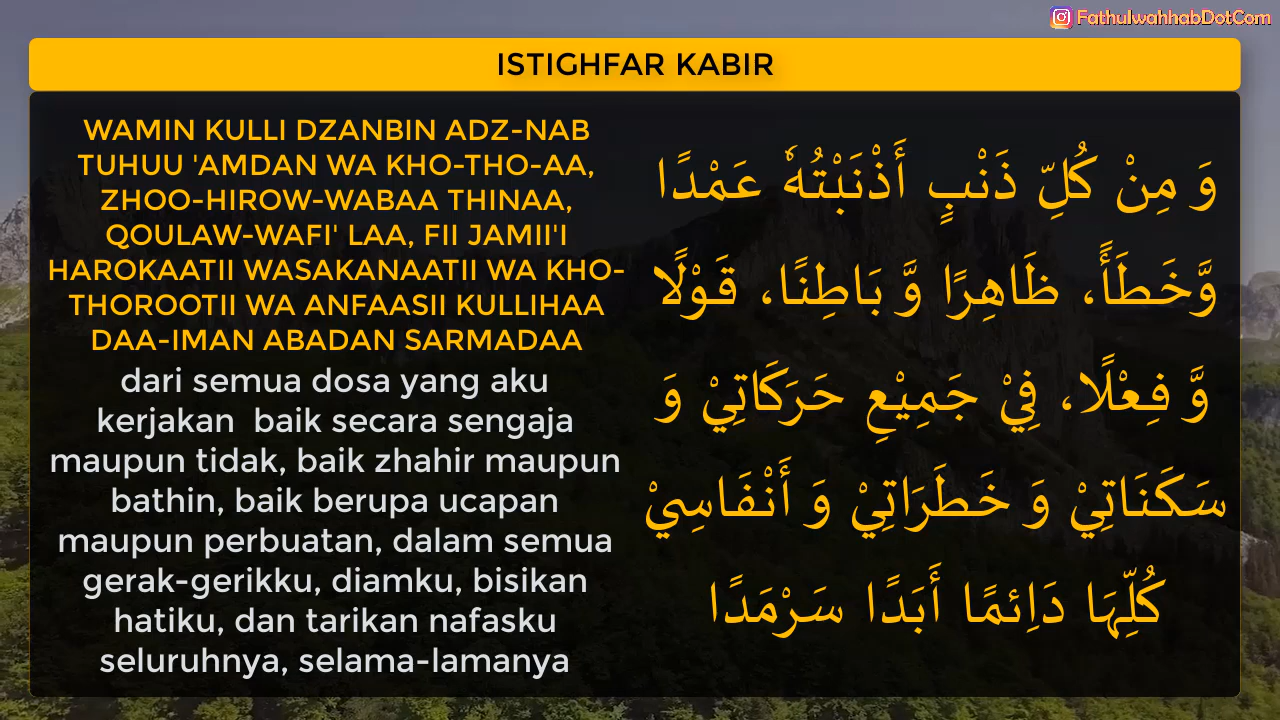 FathulwahhabDotCom
ISTIGHFAR KABIR
WAMIN KULLI DZANBIN ADZ-NAB
TUHUU 'AMDAN WA KHO-THO-AA,
ZHOO-HIROW-WABAA THINAA,
QOULAW-WAFI' LAA, FII JAMII'I
HAROKAATII WASAKANAATII WA KHO-
THOROOTII WA ANFAASII KULLIHAA
DAA-IMAN ABADAN SARMADAA
dari semua dosa yang aku
kerjakan  baik secara sengaja
maupun tidak, baik zhahir maupun
bathin, baik berupa ucapan
maupun perbuatan, dalam semua
gerak-gerikku, diamku, bisikan
hatiku, dan tarikan nafasku
seluruhnya, selama-lamanya
وَ مِنْ كُلِّ ذَنْبٍ أَذْنَبْتُهٗ عَمْدًا
وَّخَطَأً، ظَاهِرًا وَّ بَاطِنًا، قَوْلًا
وَّ فِعْلًا، فِيْ جَمِيْعِ حَرَكَاتِيْ وَ
سَكَنَاتِيْ وَ خَطَرَاتِيْ وَ أَنْفَاسِيْ
كُلِّهَا دَاِئمًا أَبَدًا سَرْمَدًا